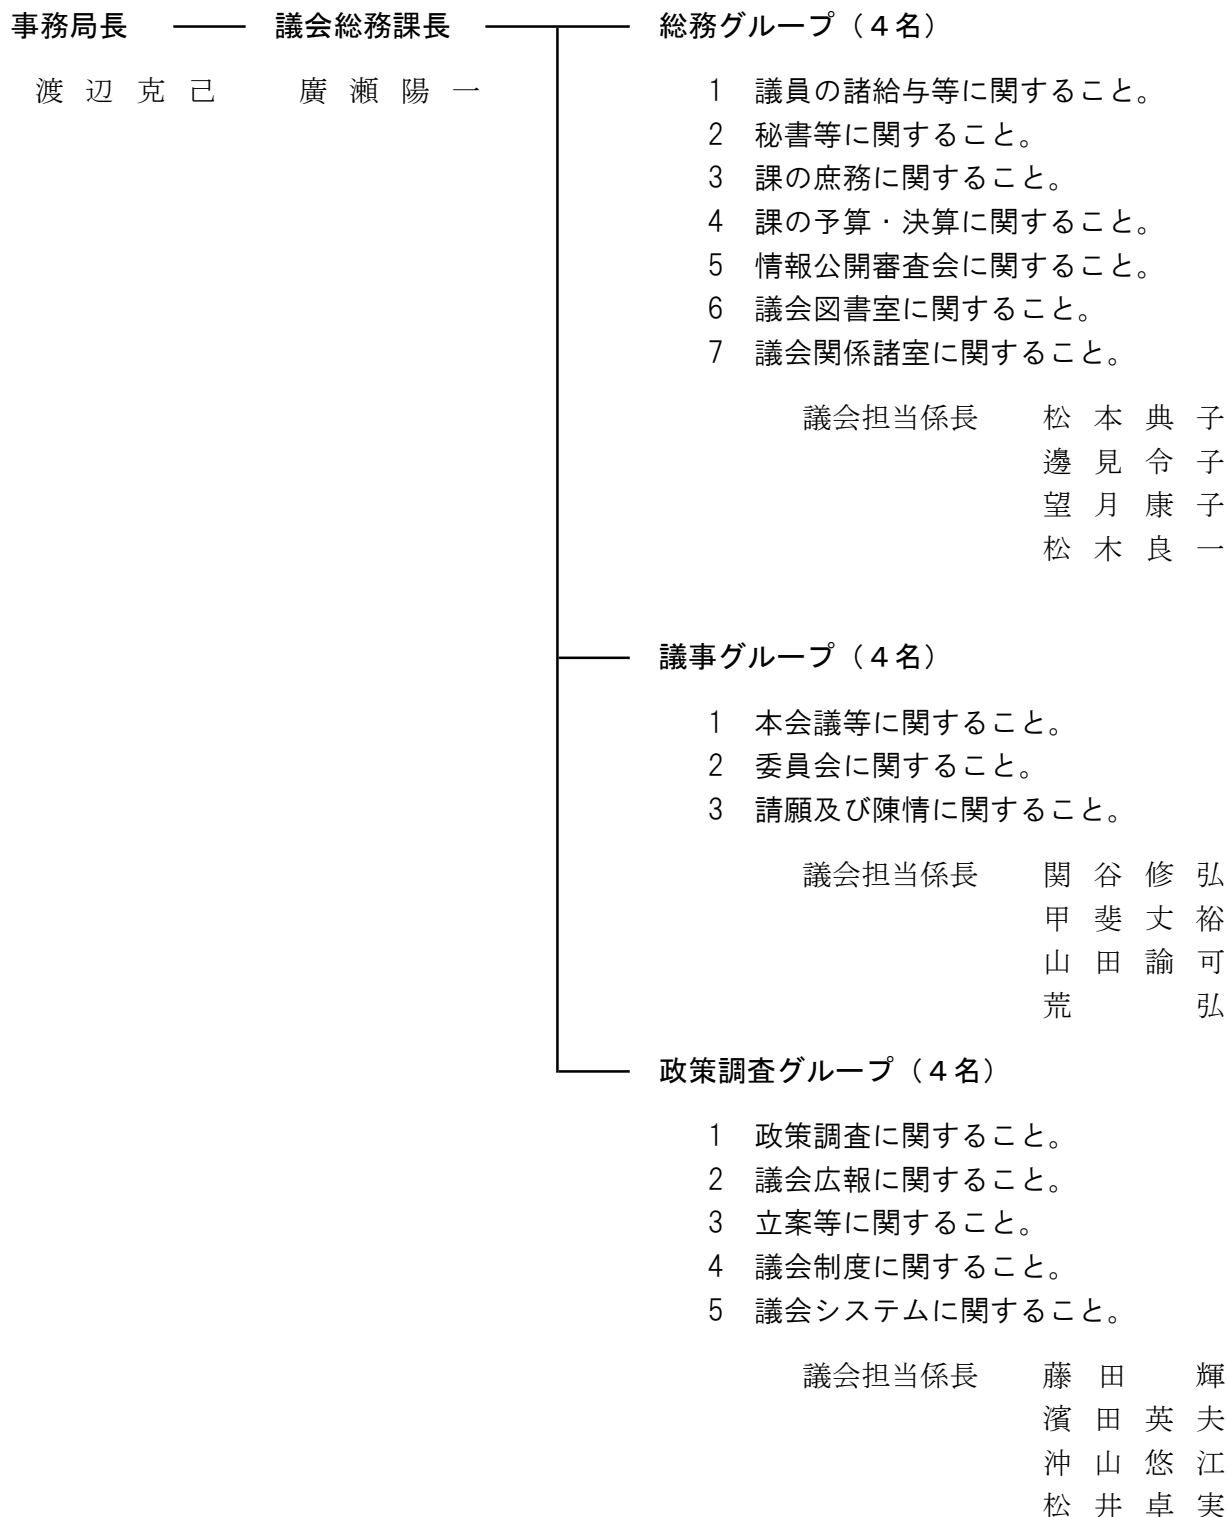 事務局長 議会総務課長 総務グループ（４名）
渡辺克己 廣瀬陽一
1 議員の諸給与等に関すること。
2 秘書等に関すること。
3 課の庶務に関すること。
4 課の予算・決算に関すること。
5 情報公開審査会に関すること。
6 議会図書室に関すること。
7 議会関係諸室に関すること。
議会担当係長 松本典子
邊見令子
望月康子
松木良一
議事グループ（４名）
1 本会議等に関すること。
2 委員会に関すること。
3 請願及び陳情に関すること。
議会担当係長 関谷修弘
甲斐丈裕
山田諭可
荒 弘
政策調査グループ（４名）
1 政策調査に関すること。
2 議会広報に関すること。
3 立案等に関すること。
4 議会制度に関すること。
5 議会システムに関すること。
議会担当係長 藤田 輝
濱田英夫
沖山悠江
松井卓実